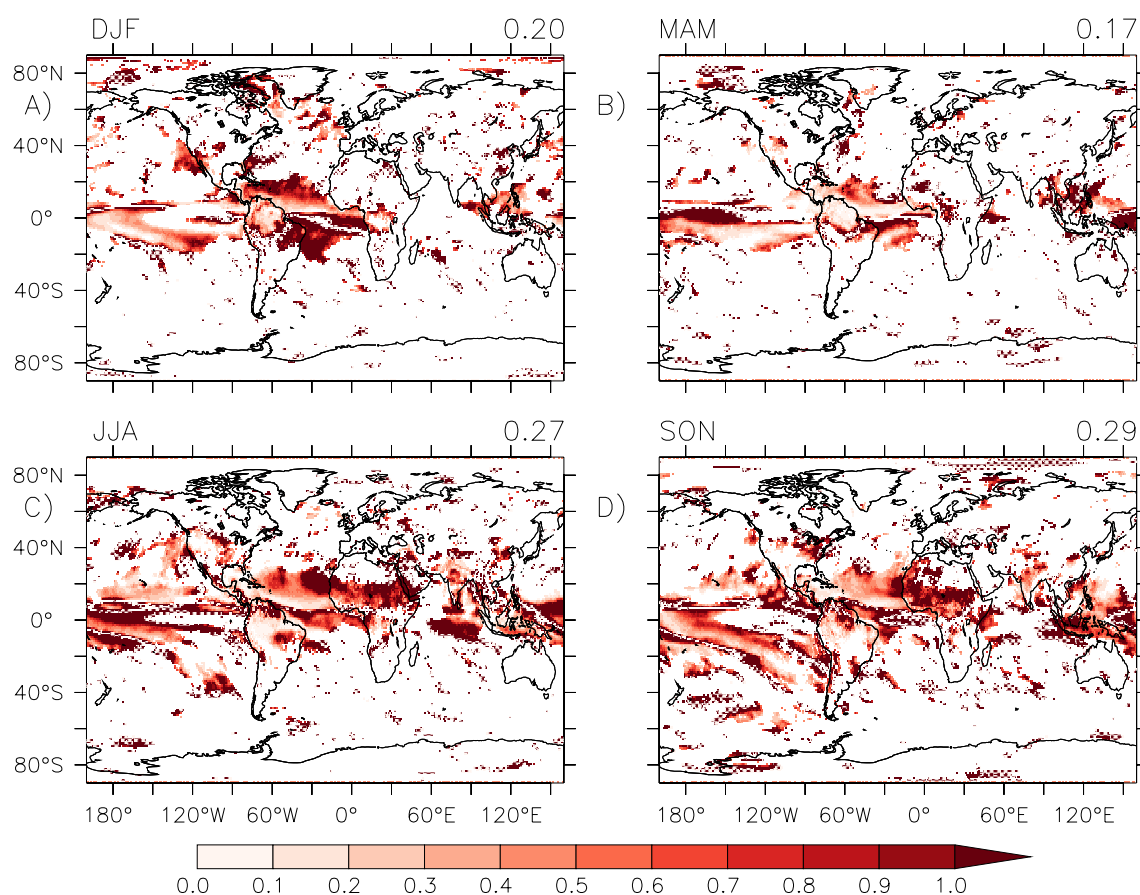 DJF 0.20 MAM 0.17
80°N
A) B)
40°N
0°
40°S
80°S
JJA 0.27 SON 0.29
80°N
C) D)
40°N
0°
40°S
80°S
180° 120°W 60°W 0° 60°E 120°E 180° 120°W 60°W 0° 60°E 120°E
0.0 0.1 0.2 0.3 0.4 0.5 0.6 0.7 0.8 0.9 1.0